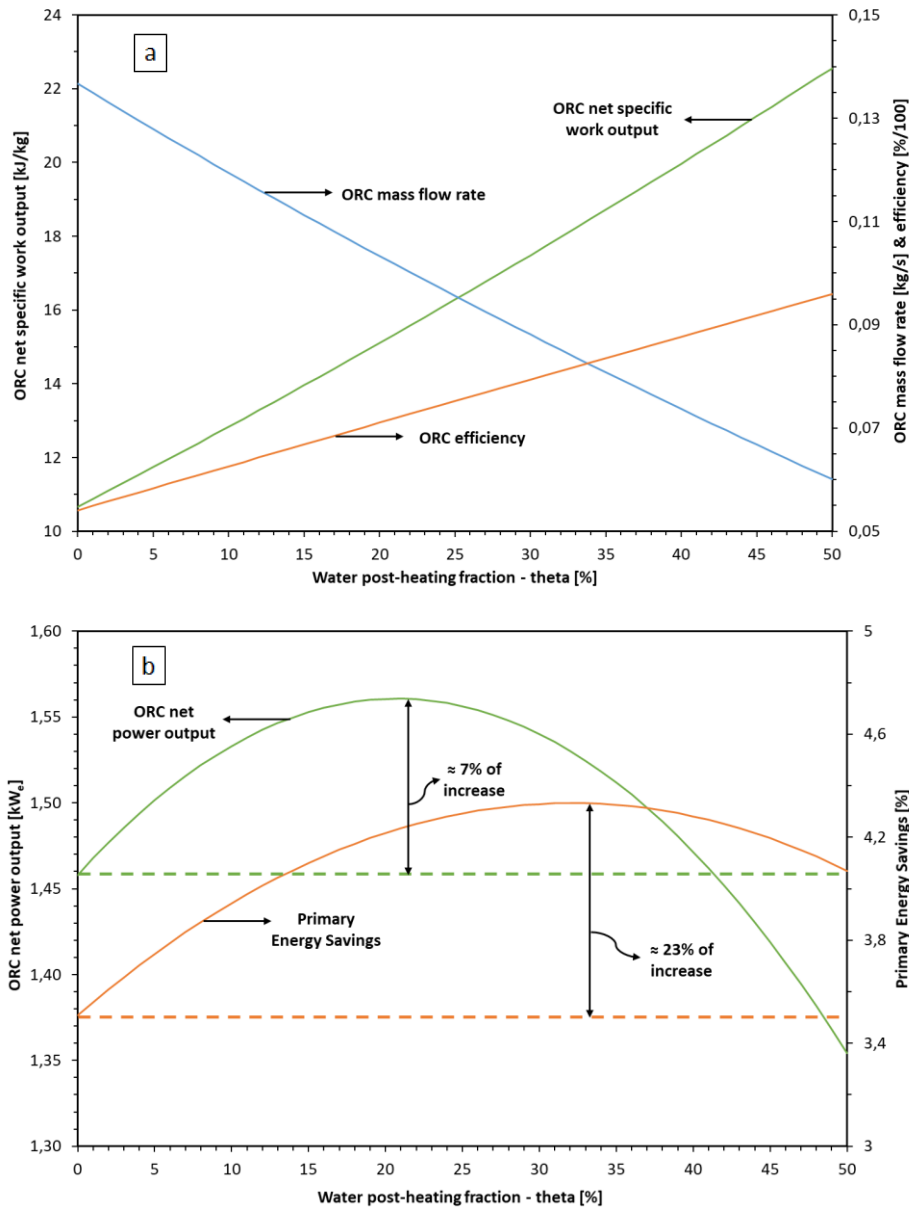 a
24
22
20
18
16
14
12
10
ORC net specific work output [kJ/kg]
ORC net specific
work output
ORC mass flow rate
ORC efficiency
0,15
0,13
0,11
0,09
0,07
0,05
ORC mass flow rate [kg/s] & efficiency [%/100]
0 5 10 15 20 25 30 35 40 45 50
Water post-heating fraction - theta [%]
b
1,60
1,55
1,50
1,45
1,40
1,35
1,30
ORC net power output [kWe]
ORC net
power output
≈ 7% of
increase
Primary
Energy Savings
≈ 23% of
increase
5
4,6
4,2
3,8
3,4
3
Primary Energy Savings [%]
0 5 10 15 20 25 30 35 40 45 50
Water post-heating fraction - theta [%]